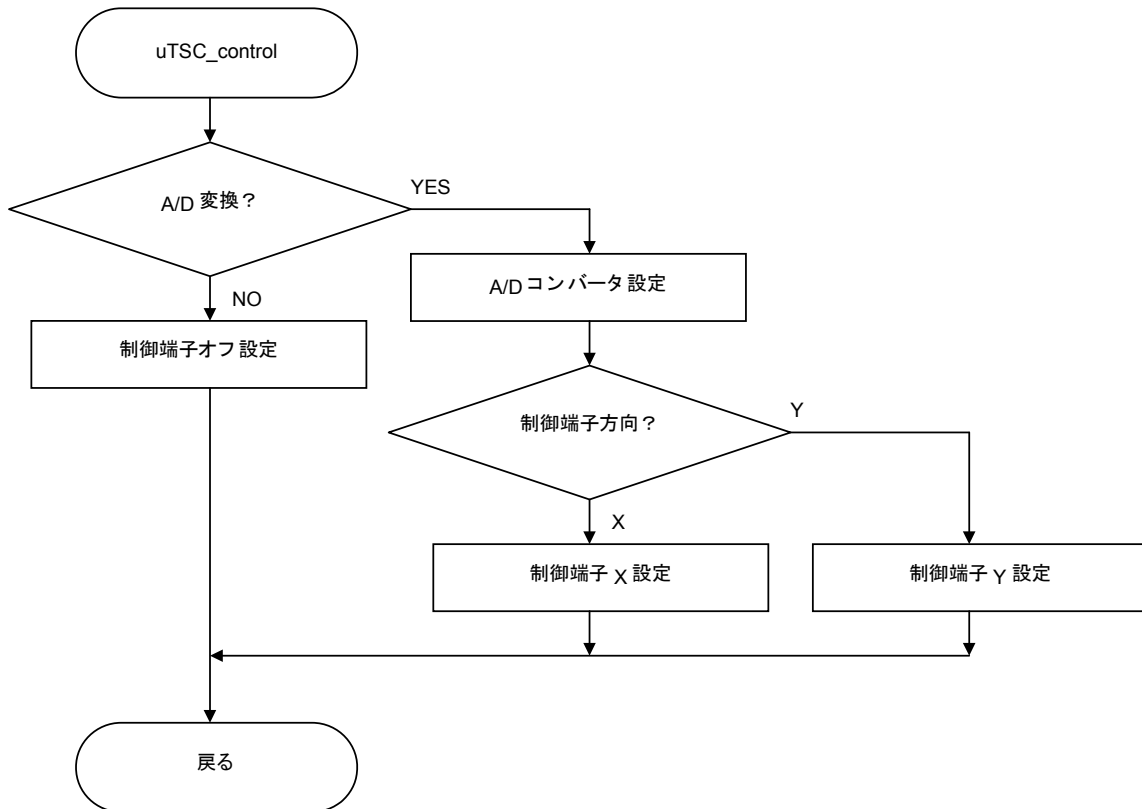 uTSC_control
A/D 変換？
YES
A/D コンバータ設定
NO
制御端子オフ設定
制御端子方向？
Y
X
制御端子 X 設定
制御端子 Y 設定
戻る